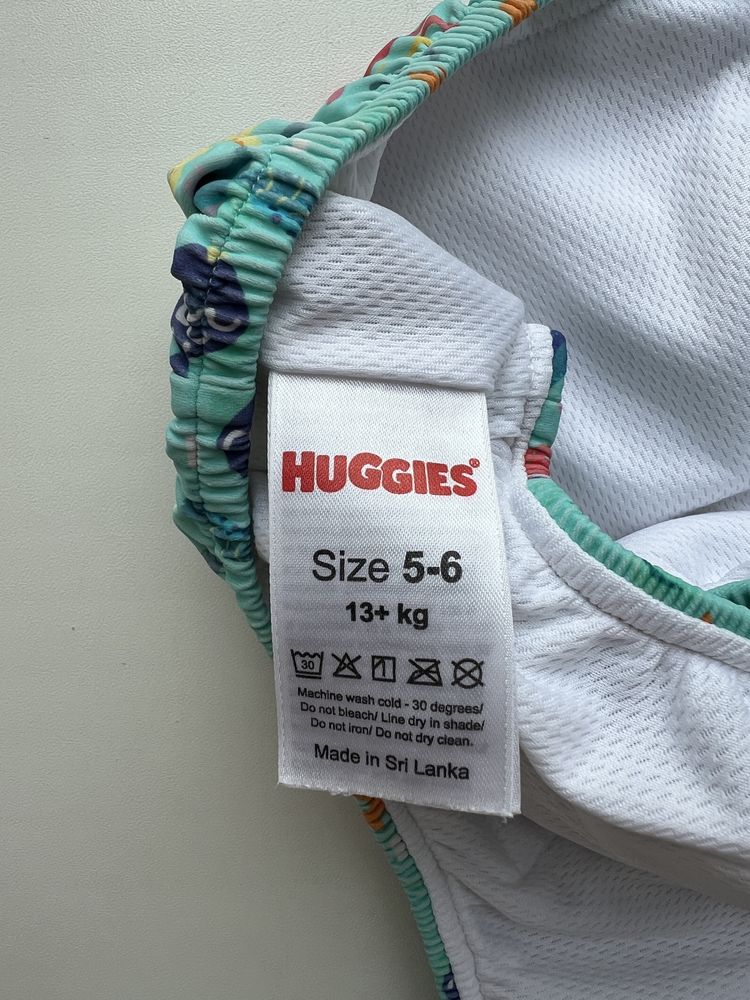 HUGGIES®
Size 5-6
13+ kg
30
Machine wash cold - 30 degrees/
Do not bleach/ Line dry in shade/
Do not iron/ Do not dry clean.
Made in Sri Lanka